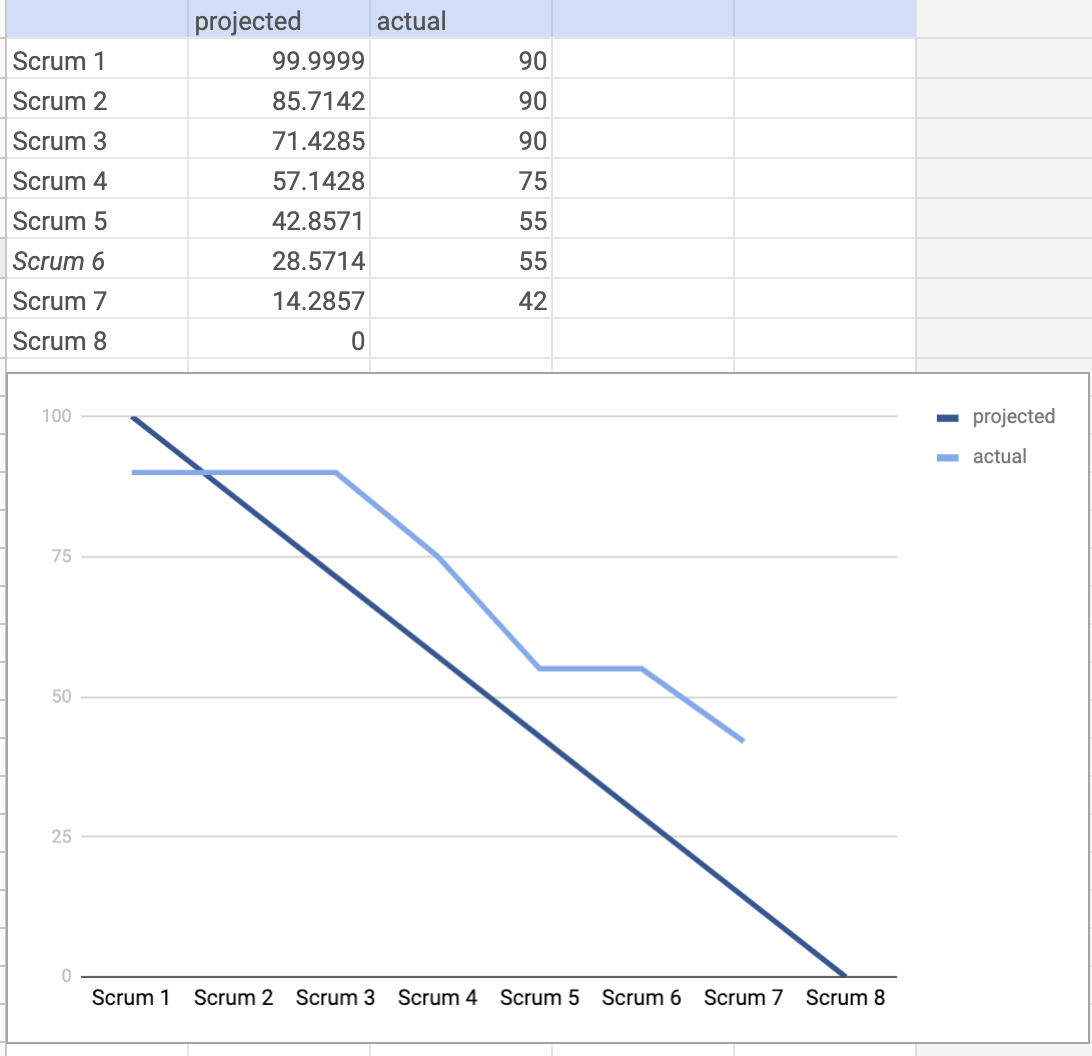 projected actual
Scrum 1 99.9999 90
Scrum 2 85.7142 90
Scrum 3 71.4285 90
Scrum 4 57.1428 75
Scrum 5 42.8571 55
Scrum 6 28.5714 55
Scrum 7 14.2857 42
Scrum 8 0
100
75
50
25
0
Scrum 1 Scrum 2 Scrum 3 Scrum 4 Scrum 5 Scrum 6 Scrum 7 Scrum 8
projected
actual